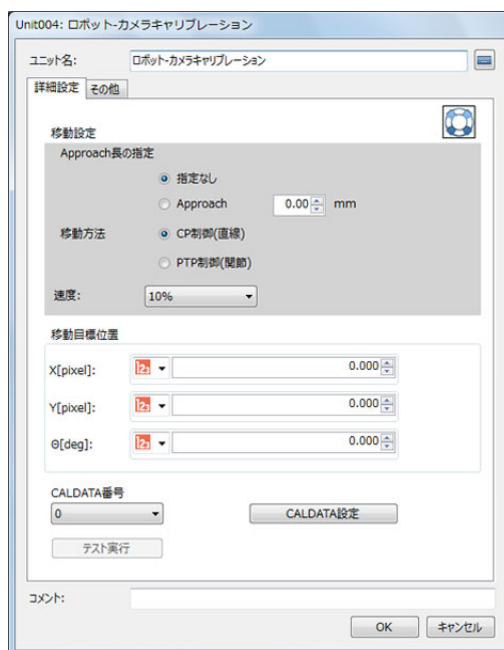 Unit004: ロボット-カメラキャリブレーション
ユニット名: ロボット-カメラキャリブレーション
詳細設定 その他
移動設定
Approach長の指定
指定なし
Approach 0.00 mm
移動方法 CP制御(直線)
PTP制御(関節)
速度: 10%
移動目標位置
X[pixel]: 123 0.000
Y[pixel]: 123 0.000
Θ[deg]: 123 0.000
CALDATA番号
0 CALDATA設定
テスト実行
コメント:
OK キャンセル